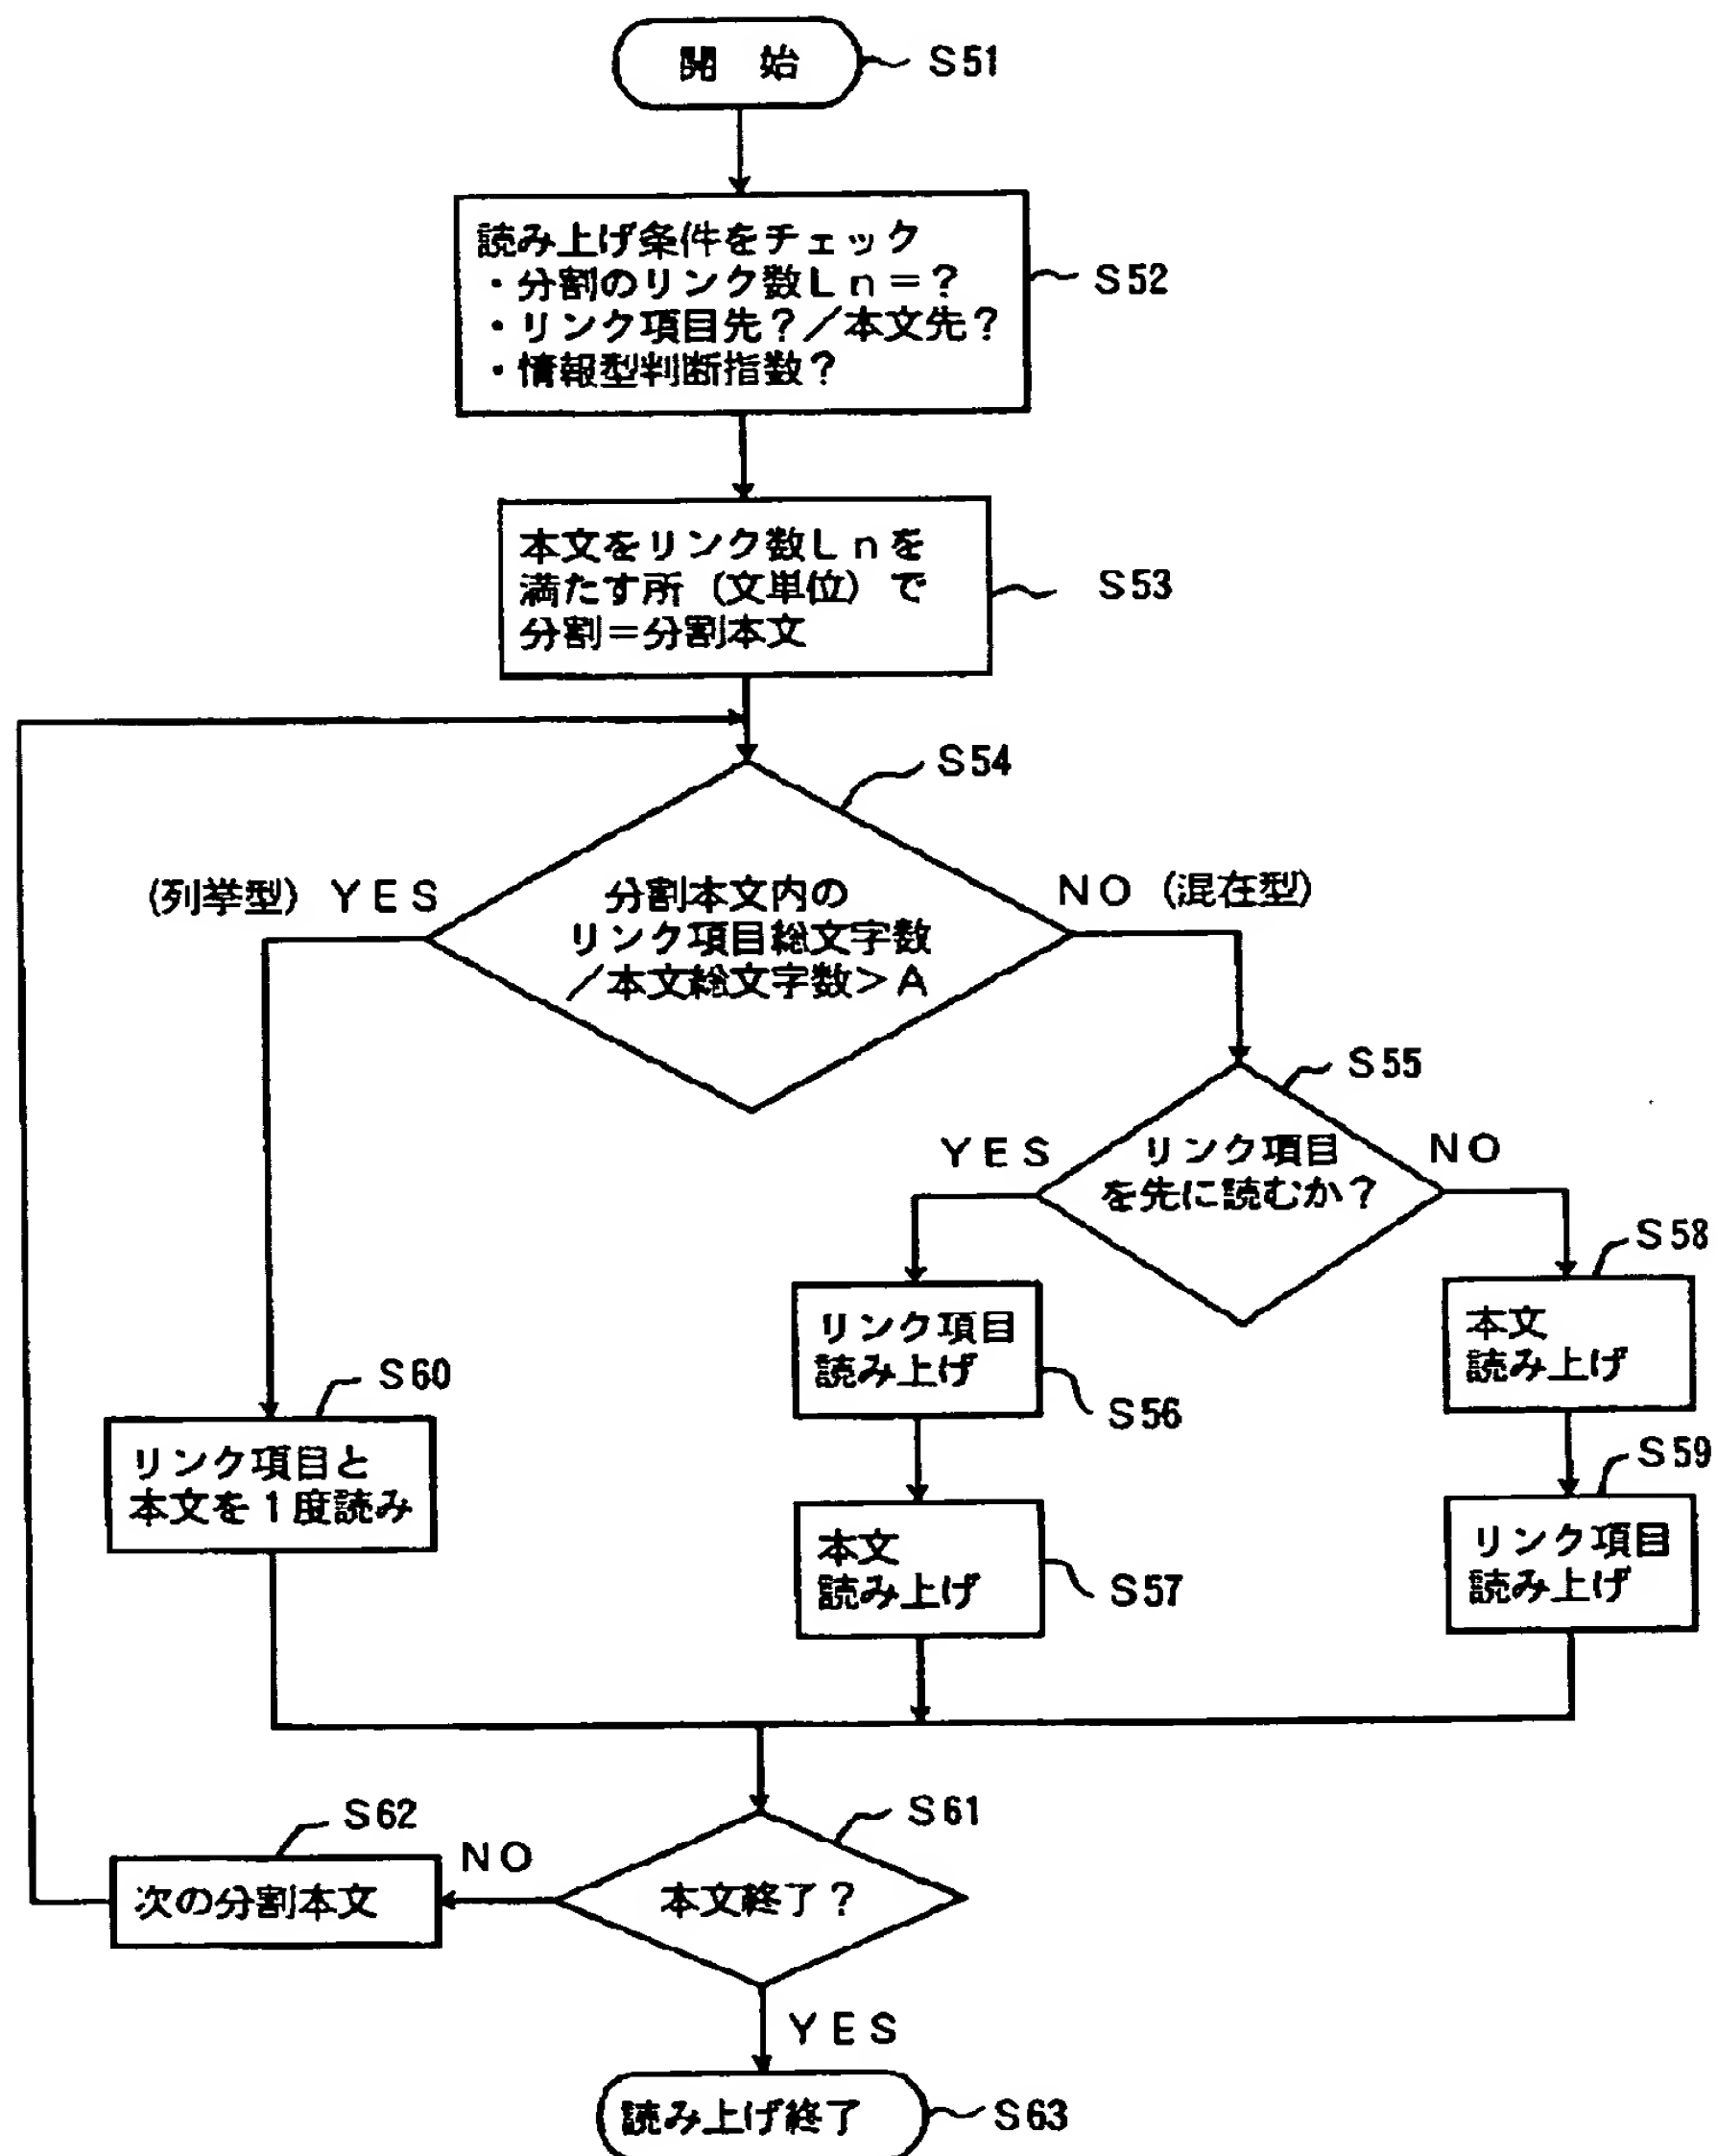 開 始
S51
読み上げ条件をチェック
・分割のリンク数Ln=?
・リンク項目先?/本文先?
・情報型判断指数?
S52
本文をリンク数Lnを
満たす所(文単位)で
分割=分割本文
S53
S54
(列挙型) YES
分割本文内の
リンク項目総文字数
/本文総文字数>A
NO (混在型)
S55
YES
リンク項目
を先に読むか?
NO
S58
リンク項目
読み上げ
S56
本文
読み上げ
S60
リンク項目と
本文を1度読み
S59
本文
読み上げ
S57
リンク項目
読み上げ
S62
S61
NO
次の分割本文
本文終了?
YES
読み上げ終了
S63